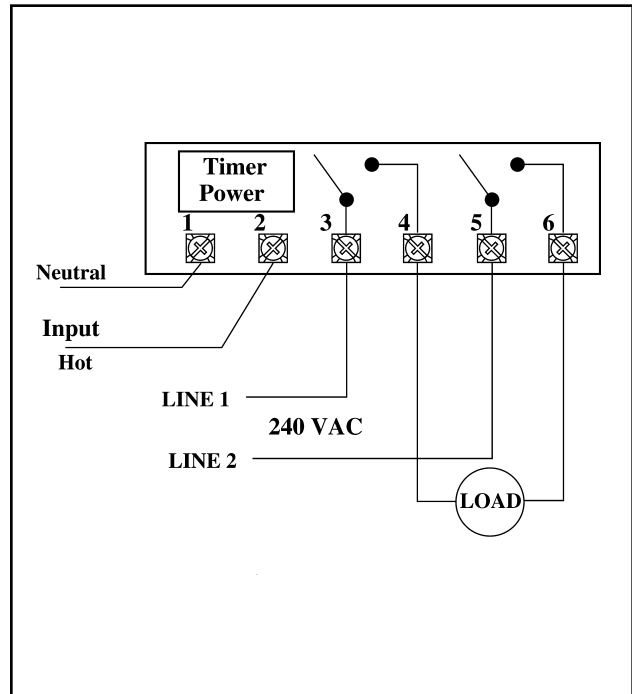 Timer
Power
1 2 3 4 5 6
Neutral
Input
Hot
LINE 1
240 VAC
LINE 2
LOAD